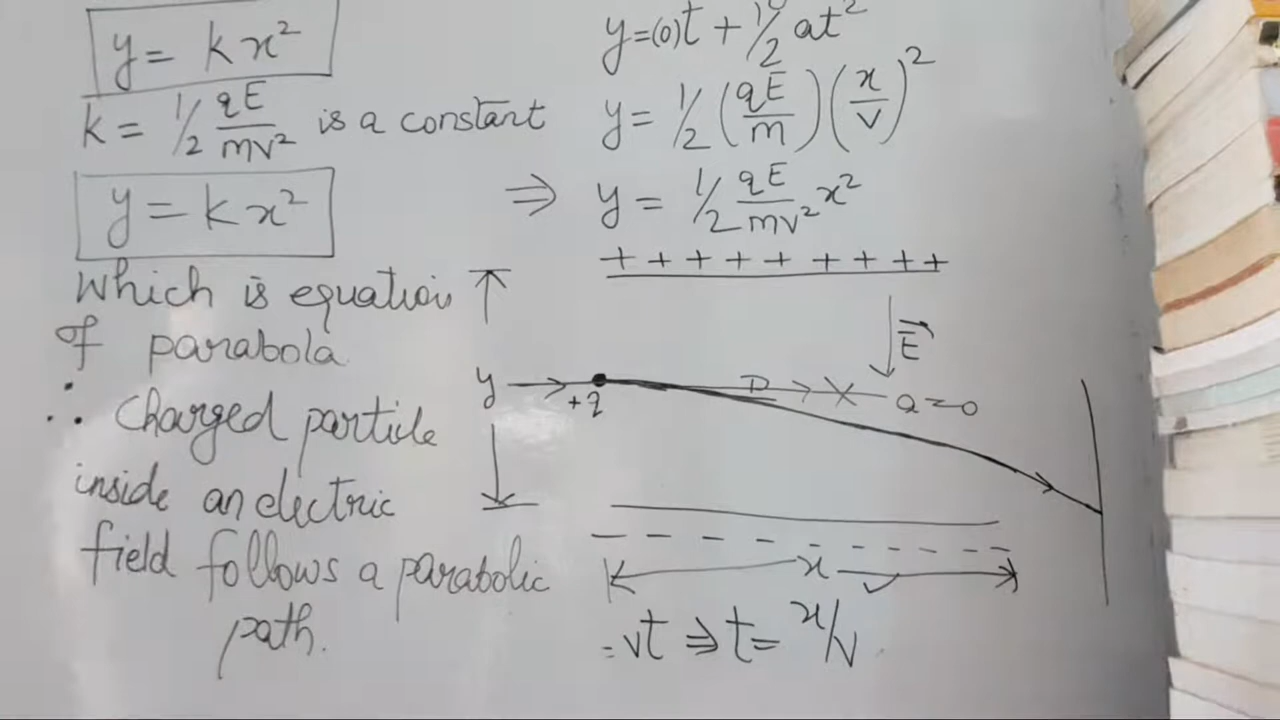 y = kx²
k = 1/2 qE/mv² is a constant
y = kx²
which is equation
of parabola
∴ Charged particle
inside an electric
field follows a parabolic
path.
y=(0)t + 1/2 at²
y = 1/2 (qE/m)(x/v)²
⇒ y = 1/2 qE/mv² x²
+ + + + + + + + +
E⃗
y
+q
a=0
- - - - - - - - - -
x
= vt ⇒ t = x/v